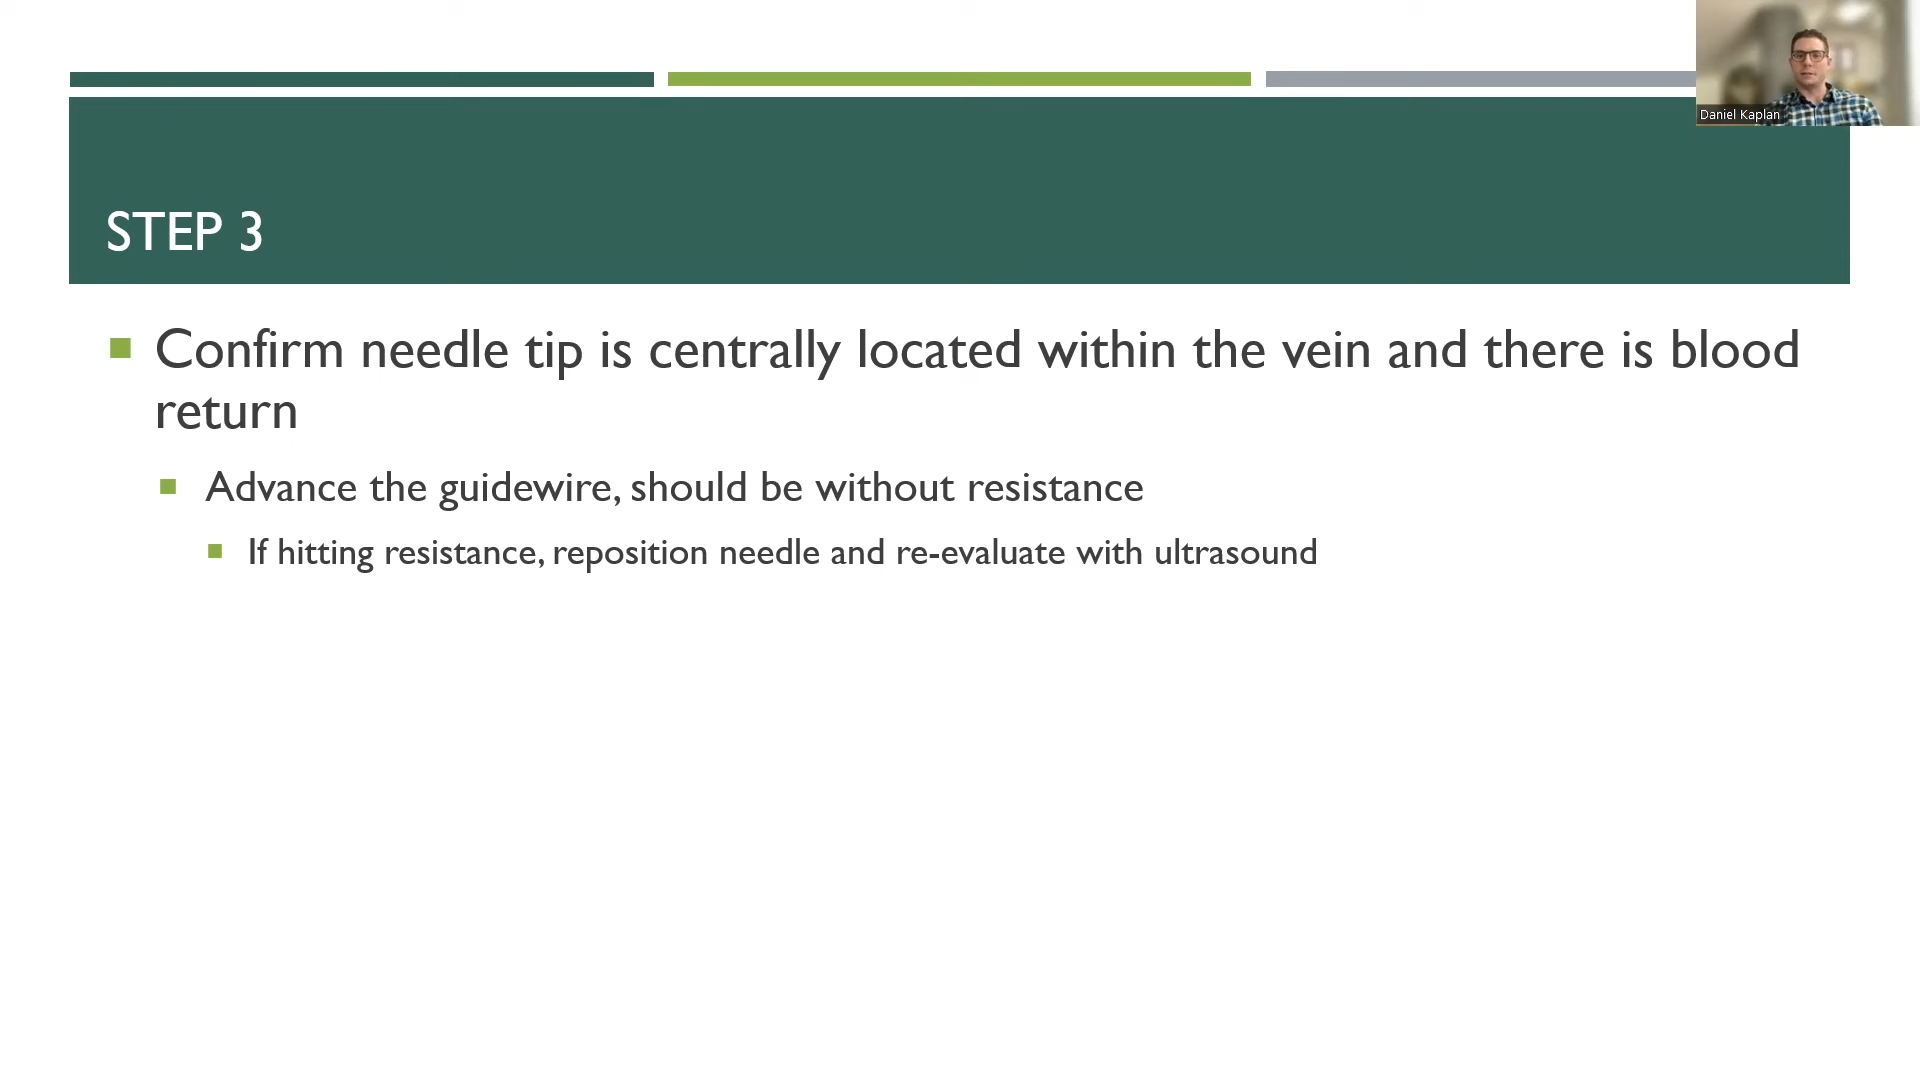 Daniel Kaplan
STEP 3
Confirm needle tip is centrally located within the vein and there is blood
return
Advance the guidewire, should be without resistance
If hitting resistance, reposition needle and re-evaluate with ultrasound